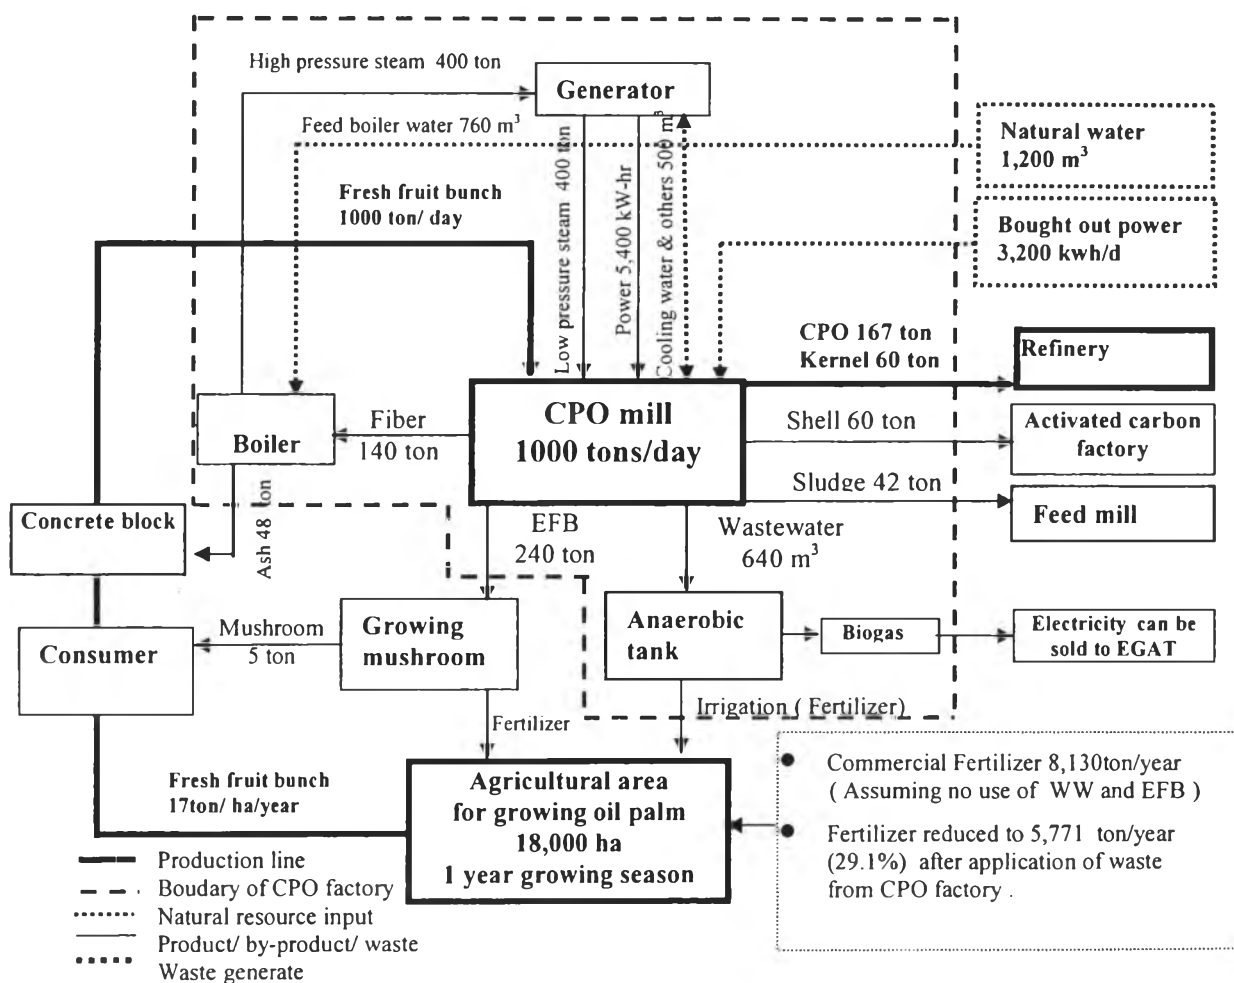 High pressure steam 400 ton
Generator
Feed boiler water 760 m³
Natural water
1,200 m³
Fresh fruit bunch
1000 ton/ day
Low pressure steam 400 ton
Power 5,400 kW-hr
Cooling water & others 500 m³
Bought out power
3,200 kwh/d
CPO 167 ton
Kernel 60 ton
Refinery
CPO mill
1000 tons/day
Fiber
140 ton
Boiler
Shell 60 ton
Activated carbon
factory
Sludge 42 ton
Feed mill
Concrete block
Ash 48 ton
EFB
240 ton
Wastewater
640 m³
Consumer
Mushroom
5 ton
Growing
mushroom
Anaerobic
tank
Biogas
Electricity can be
sold to EGAT
Fertilizer
Irrigation ( Fertilizer)
Fresh fruit bunch
17ton/ ha/year
Agricultural area
for growing oil palm
18,000 ha
1 year growing season
● Commercial Fertilizer 8,130ton/year
( Assuming no use of WW and EFB )
● Fertilizer reduced to 5,771 ton/year
(29.1%) after application of waste
from CPO factory .
Production line
Boudary of CPO factory
Natural resource input
Product/ by-product/ waste
Waste generate